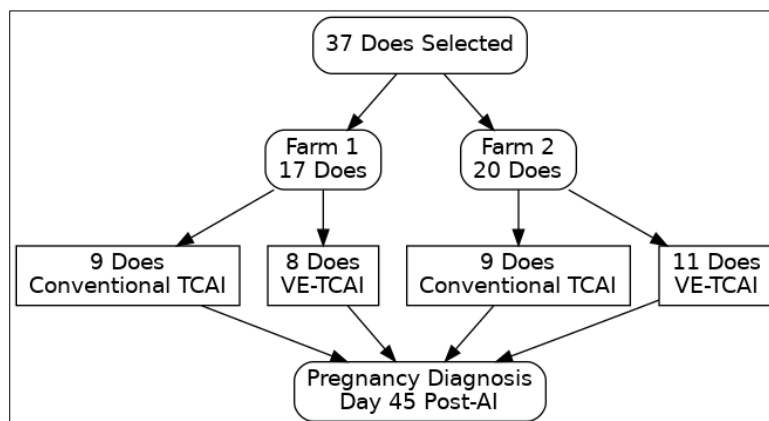 37 Does Selected
Farm 1
17 Does
Farm 2
20 Does
9 Does
Conventional TCAI
8 Does
VE-TCAI
9 Does
Conventional TCAI
11 Does
VE-TCAI
Pregnancy Diagnosis
Day 45 Post-AI